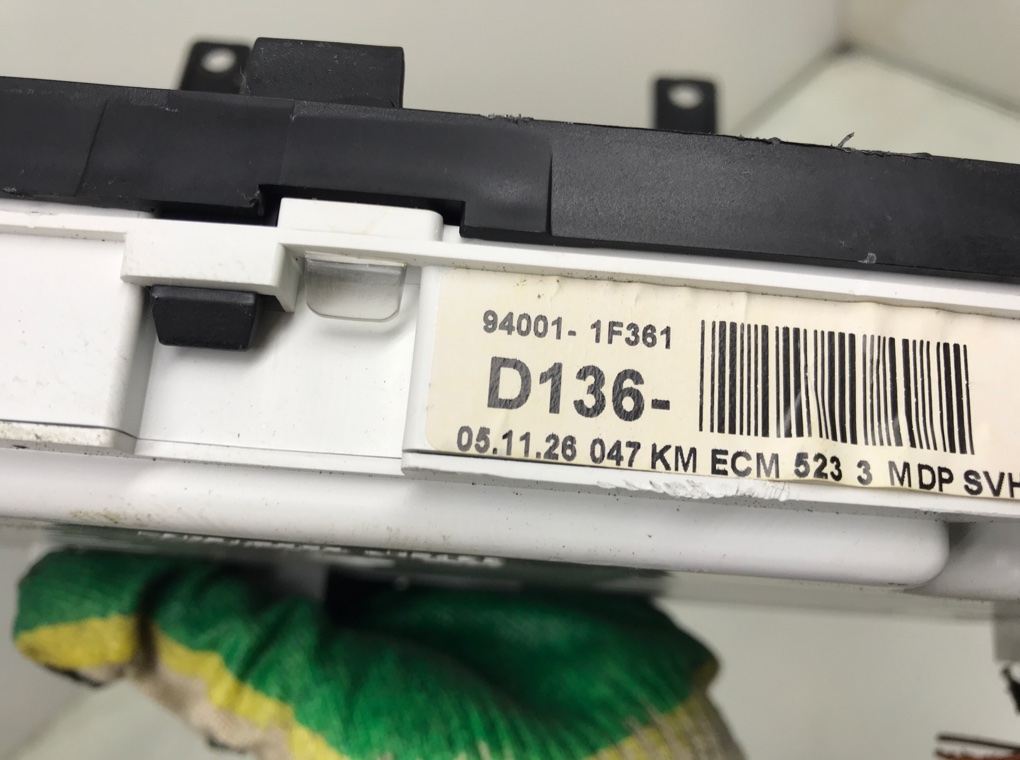 94001- 1F361
D136-
05.11.26 047 KM ECM 523 3 MDP SVH